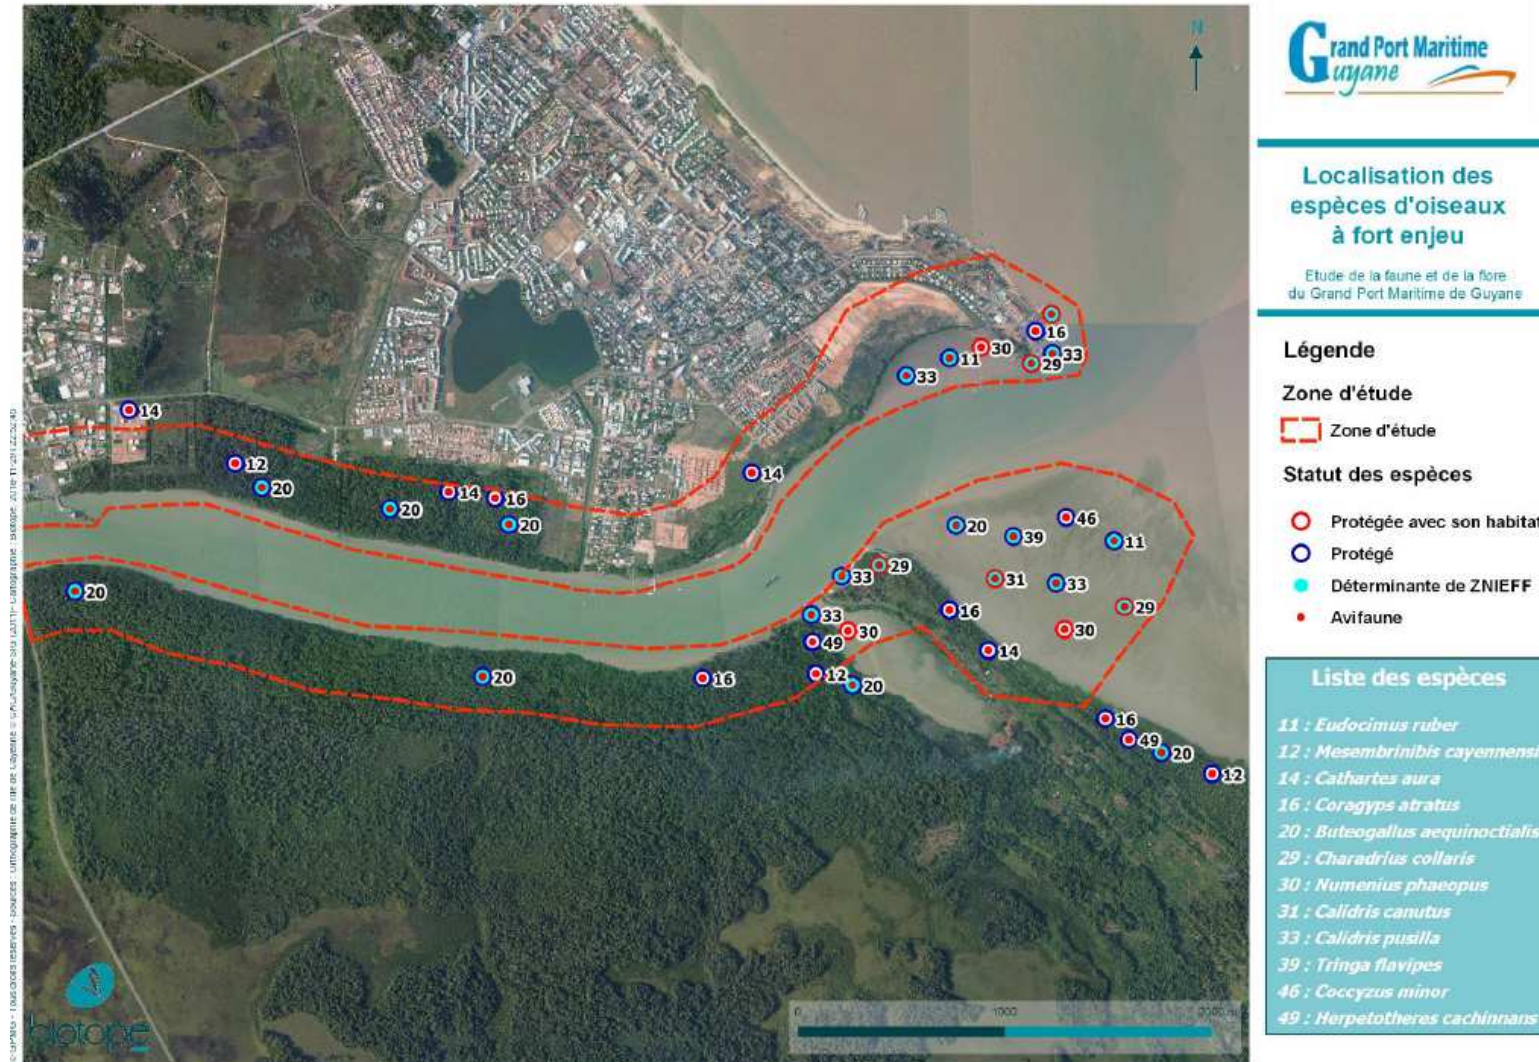 N
Grand Port Maritime
Guyane
Localisation des
espèces d'oiseaux
à fort enjeu
Etude de la faune et de la flore
du Grand Port Maritime de Guyane
Légende
Zone d'étude
Zone d'étude
Statut des espèces
Protégée avec son habitat
Protégé
Déterminante de ZNIEFF
Avifaune
Liste des espèces
11 : Eudocimus ruber
12 : Mesembrinibis cayennensi
14 : Cathartes aura
16 : Coragyps atratus
20 : Buteogallus aequinoctialis
29 : Charadrius collaris
30 : Numenius phaeopus
31 : Calidris canutus
33 : Calidris pusilla
39 : Tringa flavipes
46 : Coccyzus minor
49 : Herpetotheres cachinnans
16
30
11
33
29
33
14
12
14
14
16
20
20
20
46
20
39
11
29
33
31
33
20
29
33
16
30
30
49
14
12
20
16
20
16
49
20
12
0
1000
biotope